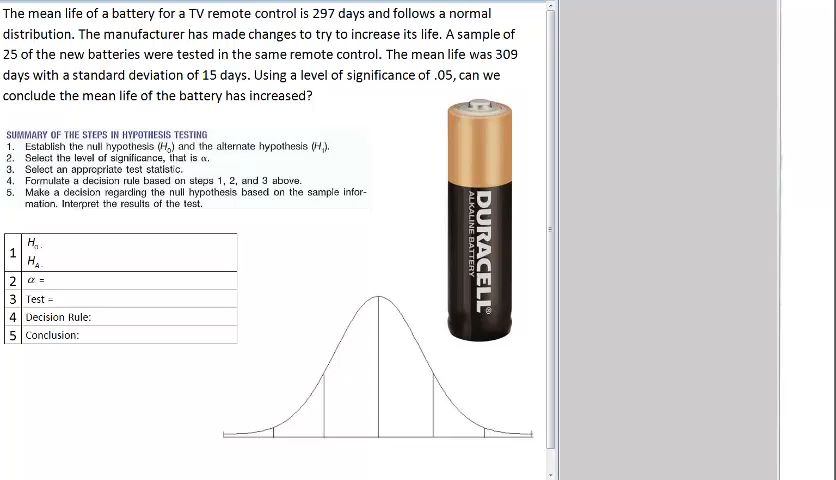 The mean life of a battery for a TV remote control is 297 days and follows a normal
distribution. The manufacturer has made changes to try to increase its life. A sample of
25 of the new batteries were tested in the same remote control. The mean life was 309
days with a standard deviation of 15 days. Using a level of significance of .05, can we
conclude the mean life of the battery has increased?
SUMMARY OF THE STEPS IN HYPOTHESIS TESTING
1. Establish the null hypothesis (H₀) and the alternate hypothesis (H₁).
2. Select the level of significance, that is α.
3. Select an appropriate test statistic.
4. Formulate a decision rule based on steps 1, 2, and 3 above.
5. Make a decision regarding the null hypothesis based on the sample infor-
mation. Interpret the results of the test.
DURACELL®
ALKALINE BATTERY
1 H₀:
H_A:
2 α =
3 Test =
4 Decision Rule:
5 Conclusion: